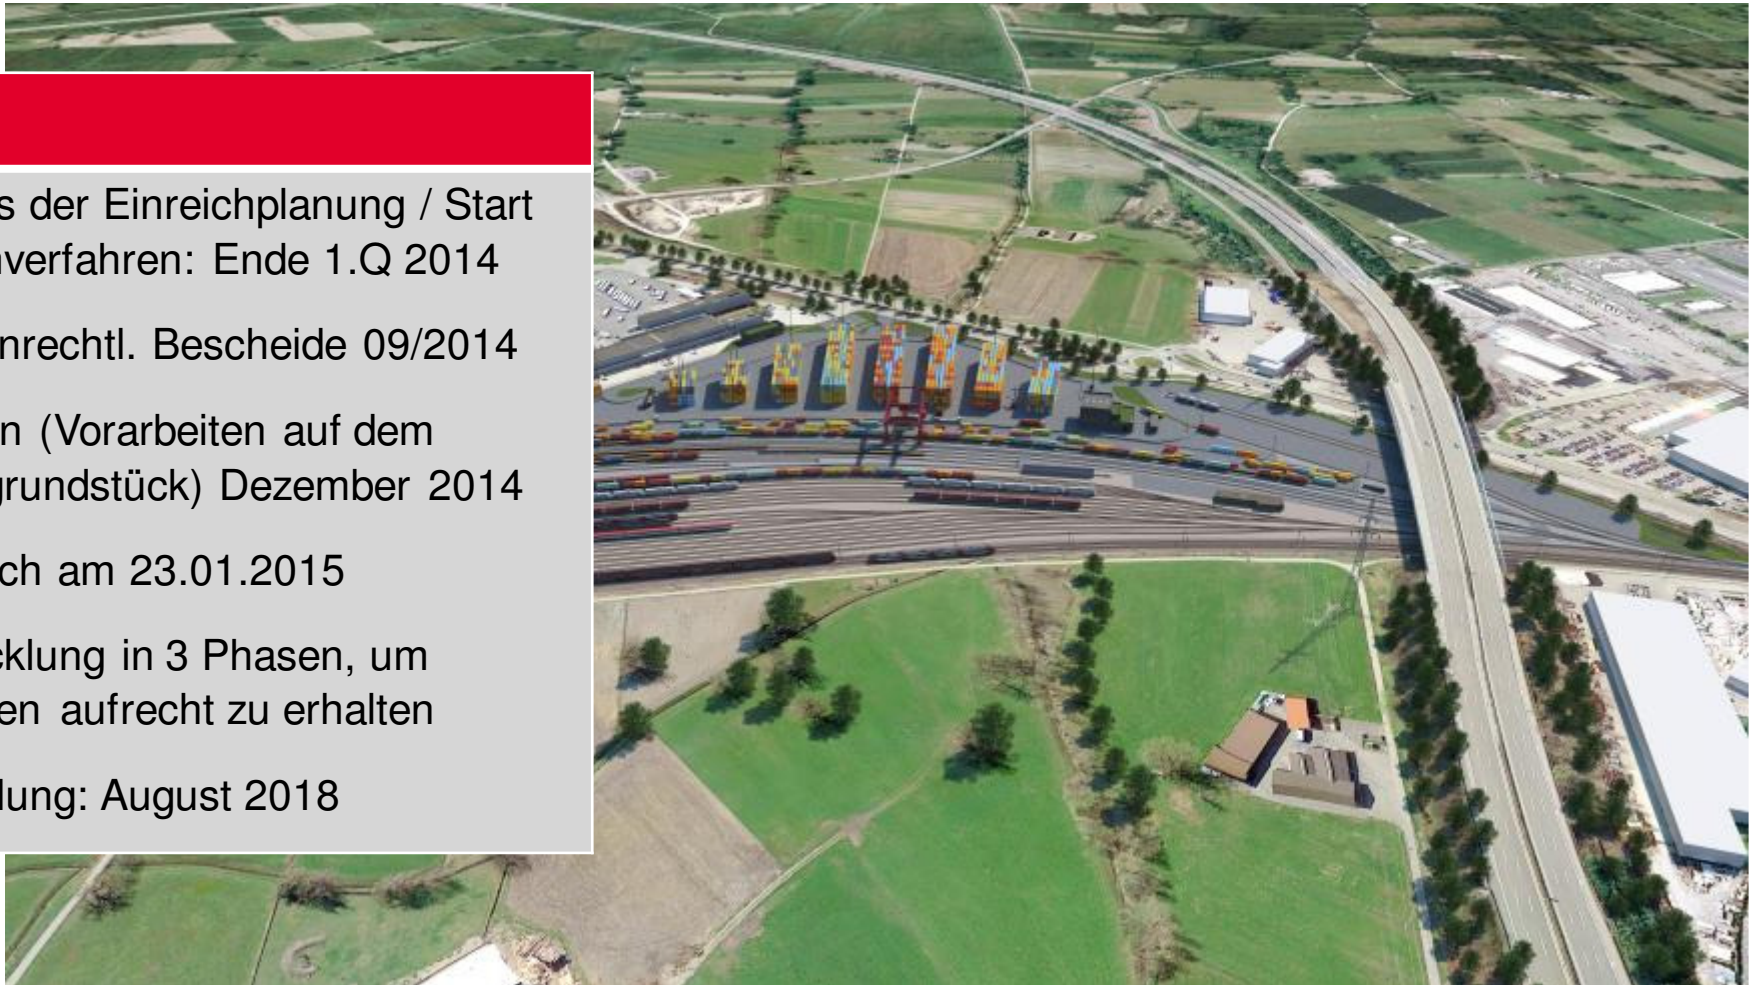 s der Einreichplanung / Start
verfahren: Ende 1.Q 2014
nrechtl. Bescheide 09/2014
n (Vorarbeiten auf dem
grundstück) Dezember 2014
ch am 23.01.2015
cklung in 3 Phasen, um
en aufrecht zu erhalten
lung: August 2018